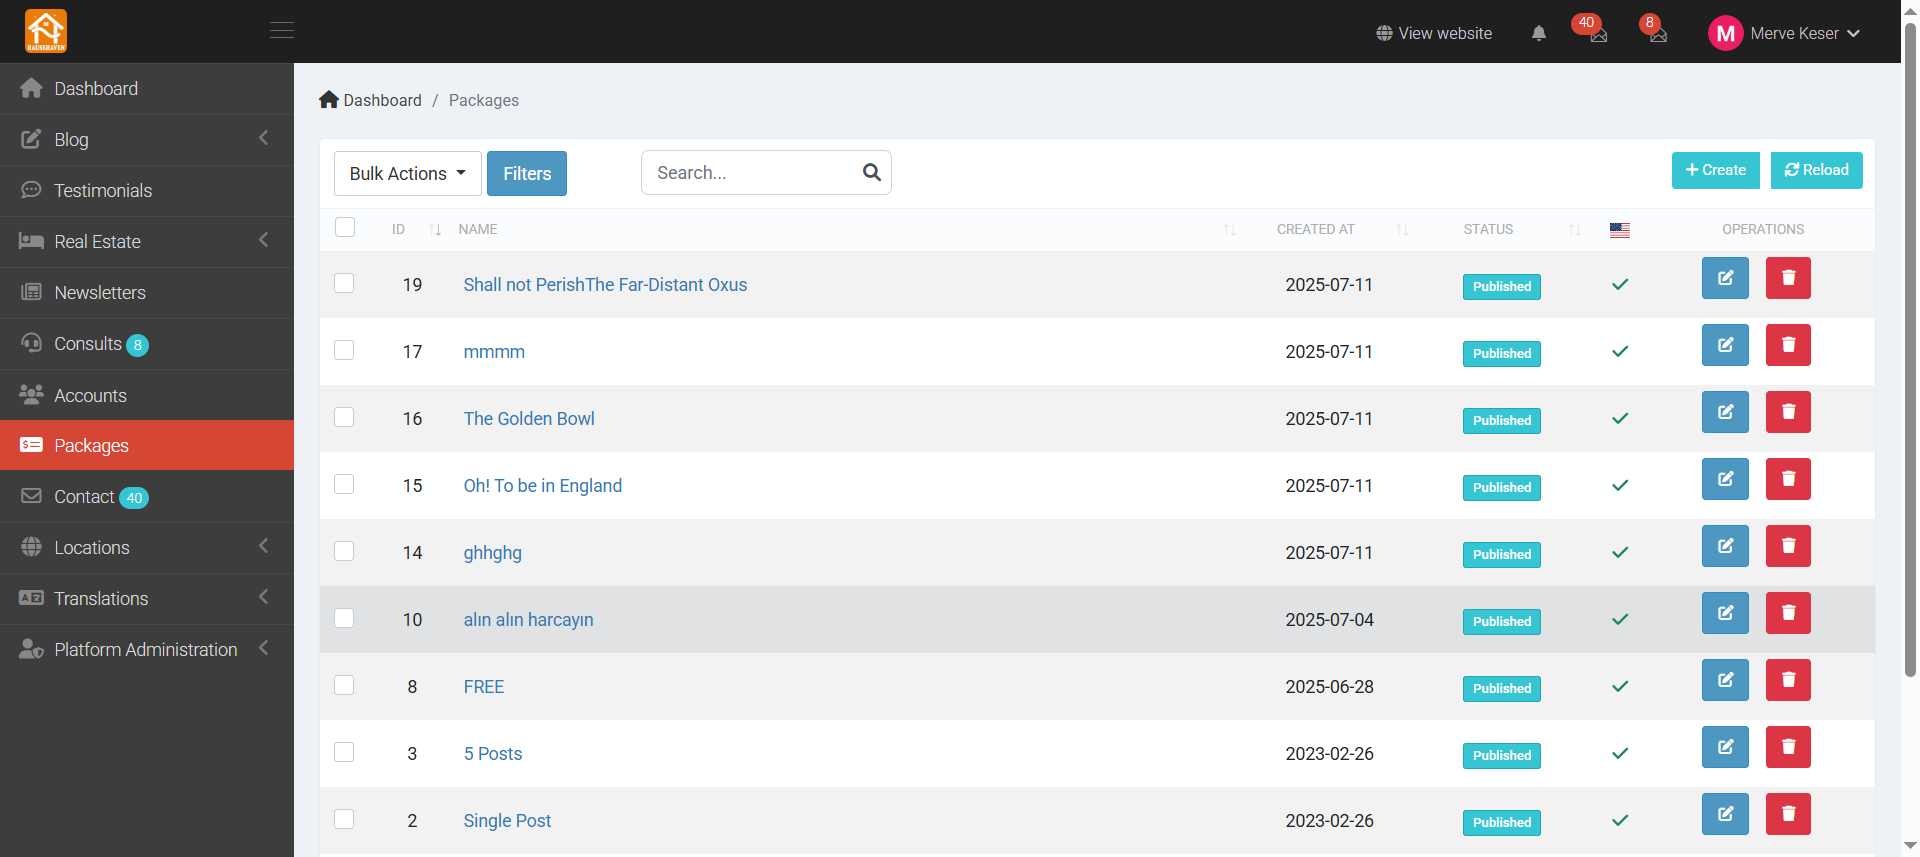 HAUSEHAVEN
View website
40
8
M
Merve Keser
Dashboard
Blog
Testimonials
Real Estate
Newsletters
Consults 8
Accounts
Packages
Contact 40
Locations
Translations
Platform Administration
Dashboard / Packages
Bulk Actions
Filters
Search...
Create
Reload
ID NAME CREATED AT STATUS OPERATIONS
19 Shall not PerishThe Far-Distant Oxus 2025-07-11 Published
17 mmmm 2025-07-11 Published
16 The Golden Bowl 2025-07-11 Published
15 Oh! To be in England 2025-07-11 Published
14 ghhghg 2025-07-11 Published
10 alın alın harcayın 2025-07-04 Published
8 FREE 2025-06-28 Published
3 5 Posts 2023-02-26 Published
2 Single Post 2023-02-26 Published